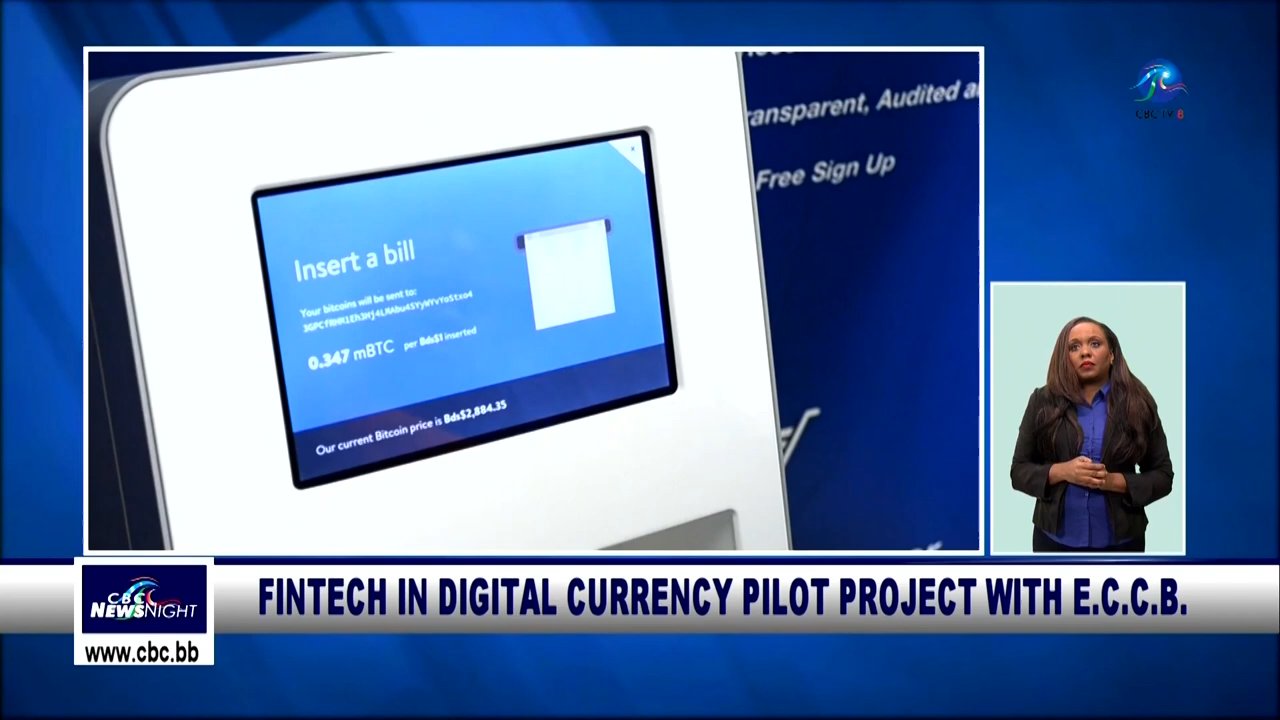 ransparent, Audited a
Free Sign Up
CBC TV 8
Insert a bill
Your bitcoins will be sent to:
0.347 mBTC per Bds$1 inserted
Our current Bitcoin price is Bds$2,884.35
CBC
NEWSNIGHT
www.cbc.bb
FINTECH IN DIGITAL CURRENCY PILOT PROJECT WITH E.C.C.B.